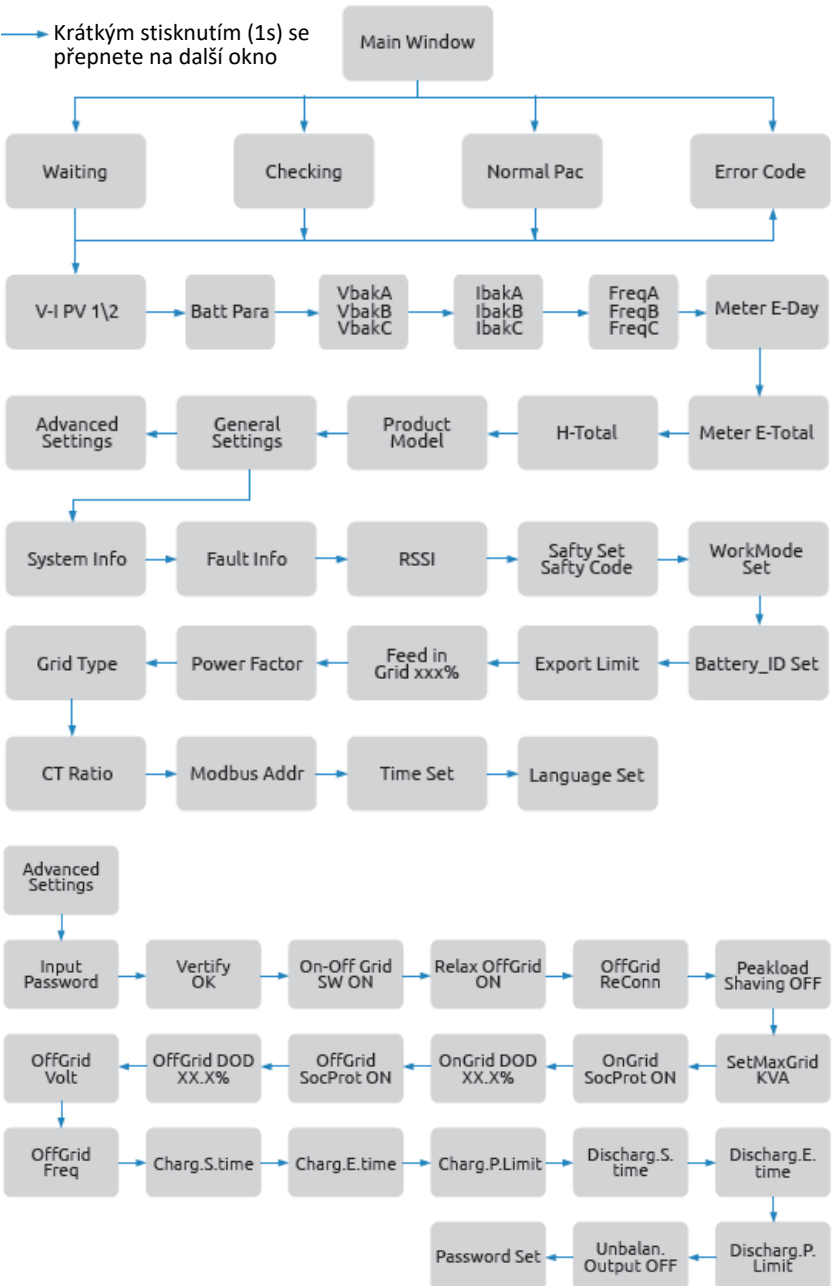 Krátkým stisknutím (1s) se
přepnete na další okno
Main Window
Waiting
Checking
Normal Pac
Error Code
V-I PV 1\2
Batt Para
VbakA
VbakB
VbakC
IbakA
IbakB
IbakC
FreqA
FreqB
FreqC
Meter E-Day
Advanced
Settings
General
Settings
Product
Model
H-Total
Meter E-Total
System Info
Fault Info
RSSI
Safty Set
Safty Code
WorkMode
Set
Grid Type
Power Factor
Feed in
Grid xxx%
Export Limit
Battery_ID Set
CT Ratio
Modbus Addr
Time Set
Language Set
Advanced
Settings
Input
Password
Vertify
OK
On-Off Grid
SW ON
Relax OffGrid
ON
OffGrid
ReConn
Peakload
Shaving OFF
OffGrid
Volt
OffGrid DOD
XX.X%
OffGrid
SocProt ON
OnGrid DOD
XX.X%
OnGrid
SocProt ON
SetMaxGrid
KVA
OffGrid
Freq
Charg.S.time
Charg.E.time
Charg.P.Limit
Discharg.S.
time
Discharg.E.
time
Password Set
Unbalan.
Output OFF
Discharg.P.
Limit